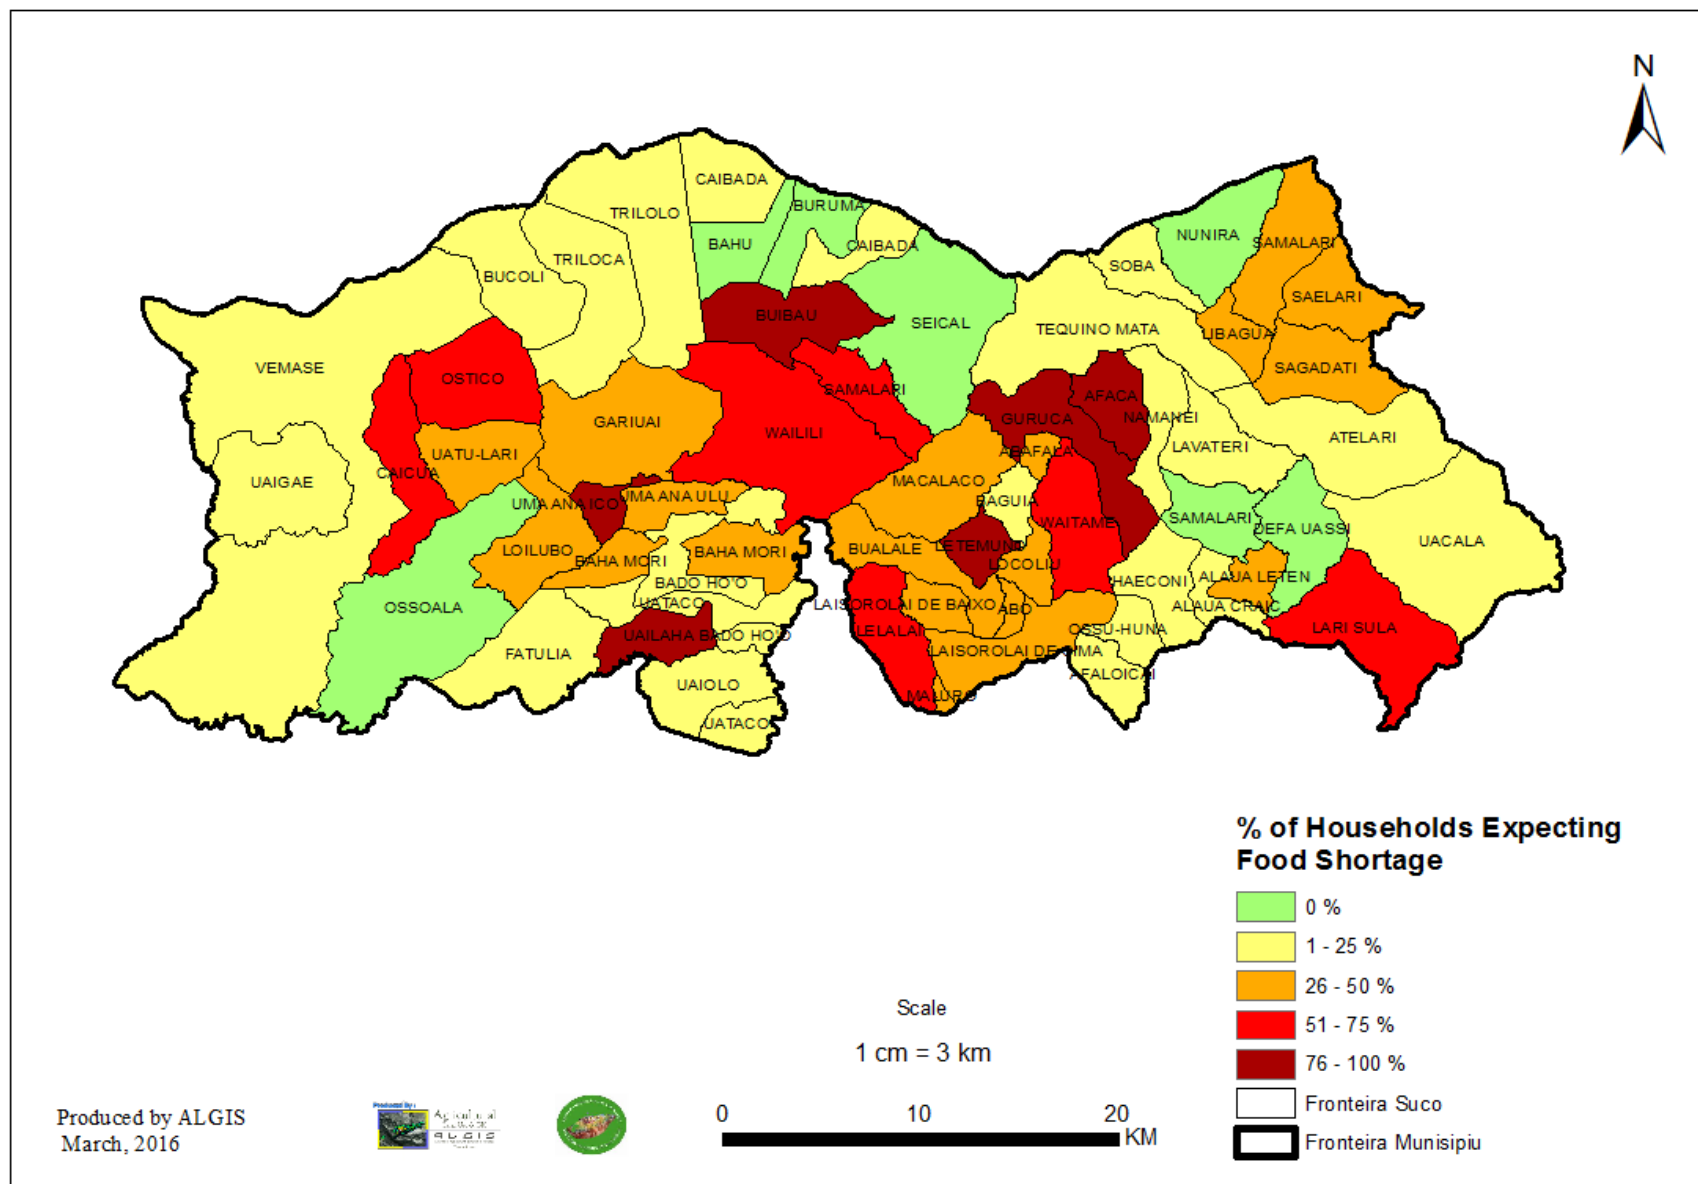 N
CAIBADA
BURUMA
TRILOLO
NUNIRA
BAHU
CAIBADA
SAMALARI
TRILOCA
SOBA
BUCOLI
SAELARI
BUIBAU
SEICAL
TEQUINO MATA
LIBAGUA
VEMASE
OSTICO
SAGADATI
SAMALARI
AFACA
GARIUAI
GURUCA
NAMANEI
WAILILI
ATELARI
LAVATERI
UATU-LARI
ABAFALA
CAICUA
UAIGAE
MACALACO
BAGUIA
UMA ANA ICO
UMA ANA ULU
SAMALARI
WAITAME
DEFA UASSI
UACALA
LOILUBO
BAHA MORI
BAHA MORI
BUALALE
LETEMUNO
LOCOLIU
BADO HO'O
HAECONI
ALAUA LETEN
OSSOALA
UATACO
LAISOROLAI DE BAIXO
ABO
ALAUA CRAIC
UAILAHA
BADO HO'O
LELALAI
OSSU-HUNA
LARI SULA
FATULIA
LAISOROLAI DE CIMA
AFALOICAI
UAIOLO
MALURO
UATACO
% of Households Expecting
Food Shortage
0 %
1 - 25 %
26 - 50 %
51 - 75 %
76 - 100 %
Fronteira Suco
Fronteira Munisipiu
Scale
1 cm = 3 km
0 10 20
KM
Produced by ALGIS
March, 2016
Produced by :
Agricultural
ALGIS